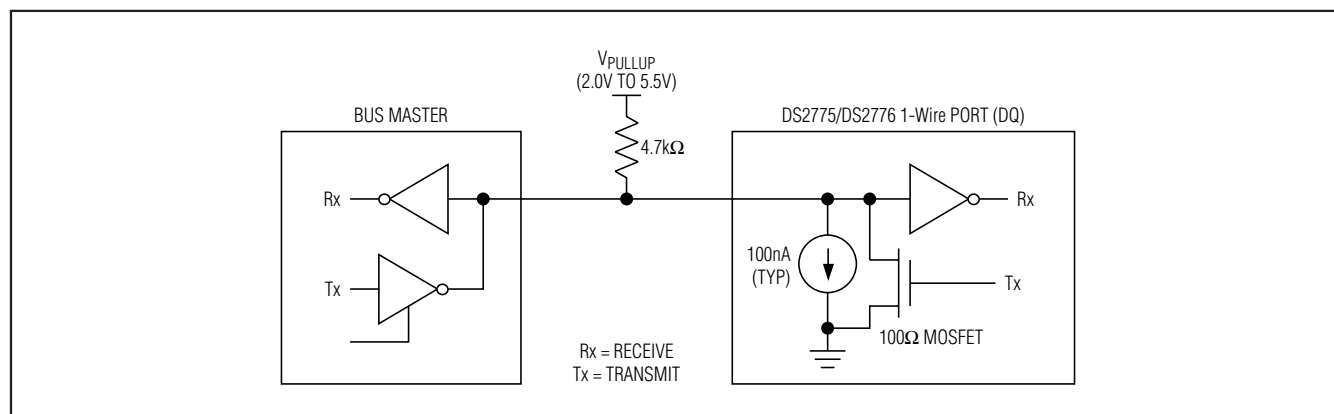 V_PULLUP
(2.0V TO 5.5V)
BUS MASTER
DS2775/DS2776 1-Wire PORT (DQ)
4.7kΩ
Rx
Rx
100nA
(TYP)
Tx
Tx
100Ω MOSFET
Rx = RECEIVE
Tx = TRANSMIT